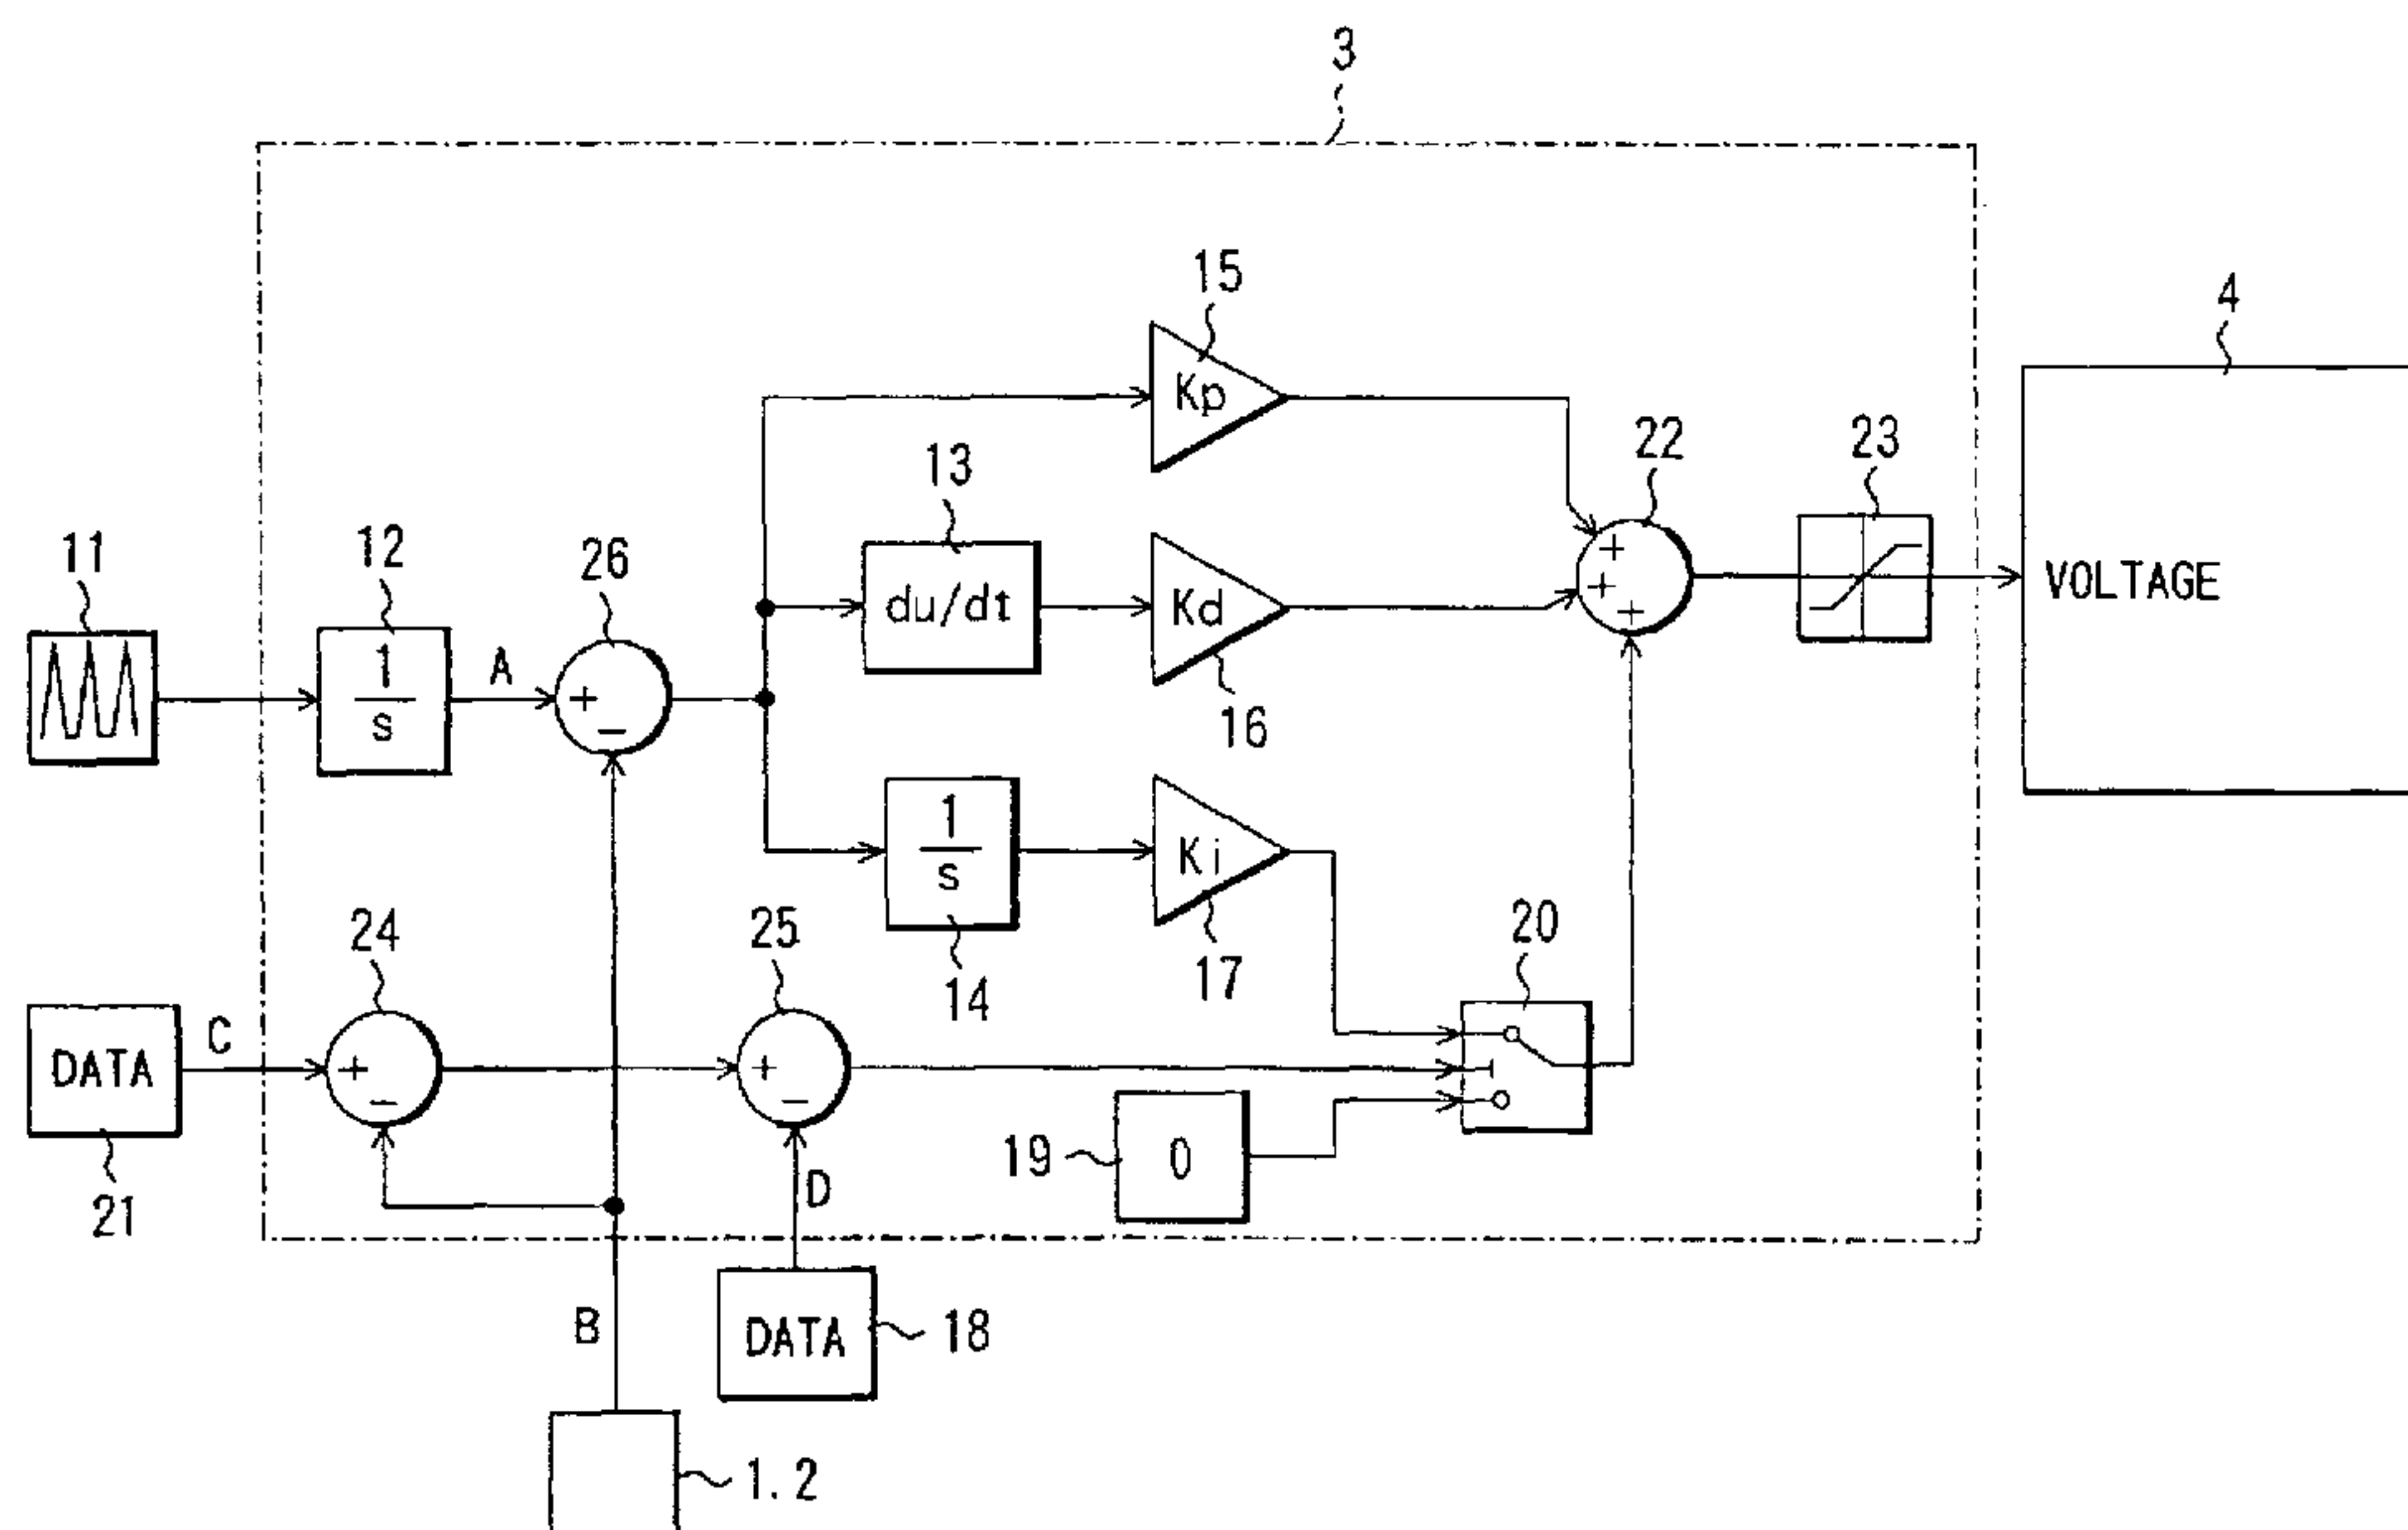 3
4
15
Kp
22
23
13
du/dt
Kd
16
VOLTAGE
11
12
1
s
A
26
+
−
+
+
+
1
s
14
Ki
17
20
24
25
DATA
C
21
+
−
+
−
19
0
D
DATA
18
B
1. 2